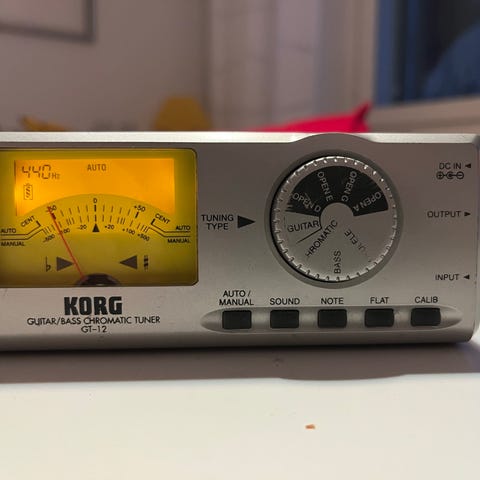 440Hz AUTO
-50 0 +50
CENT CENT
AUTO -20 +20 AUTO
MANUAL -300 -100 +100 +500 MANUAL
♭ ♯
KORG
GUITAR/BASS CHROMATIC TUNER
GT-12
TUNING
TYPE
OPEN D
OPEN E
OPEN G
OPEN A
GUITAR
CHROMATIC
BASS
DC IN
OUTPUT
INPUT
AUTO /
MANUAL
SOUND
NOTE
FLAT
CALIB